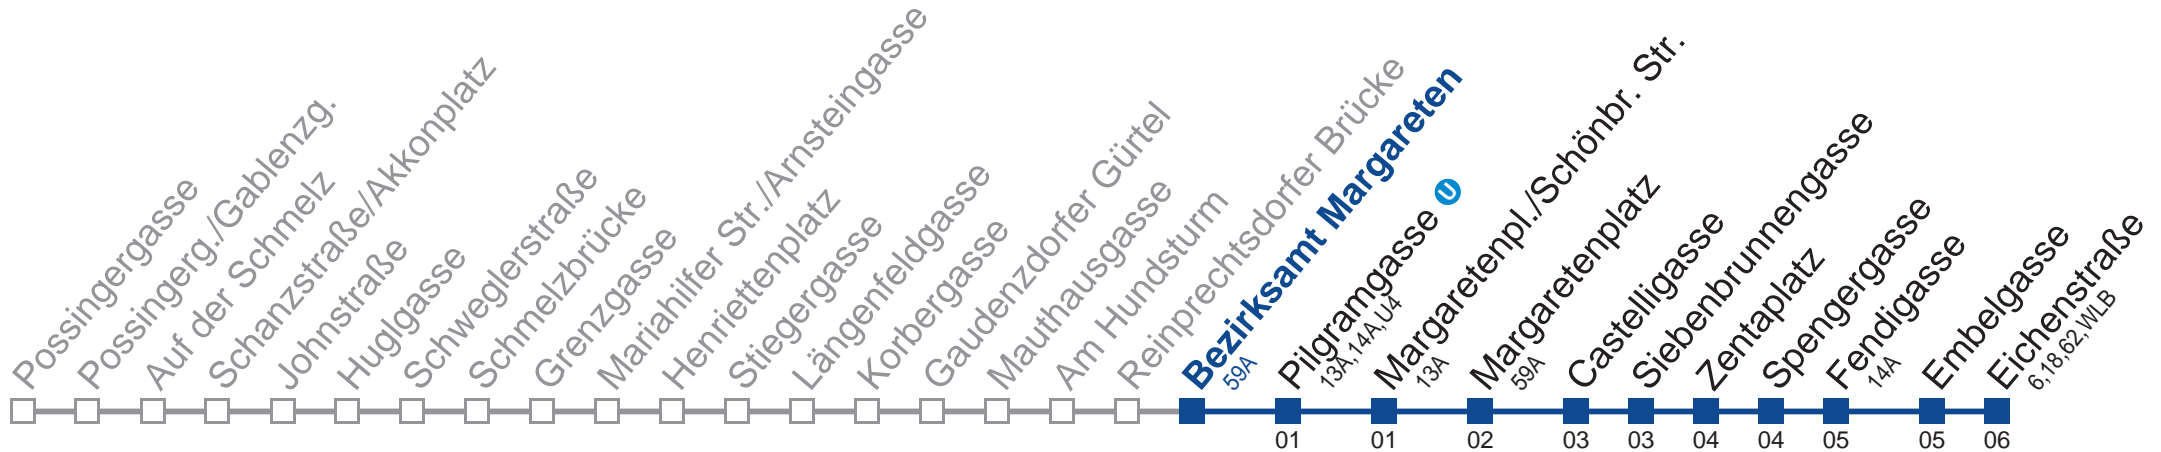 Possingergasse
Possingerg./Gablenzg.
Auf der Schmelz
Schanzstraße/Akkonplatz
Johnstraße
Huglgasse
Schweglerstraße
Schmelzbrücke
Grenzgasse
Mariahilfer Str./Arnsteingasse
Henriettenplatz
Stiegergasse
Längenfeldgasse
Korbergasse
Gaudenzdorfer Gürtel
Mauthausgasse
Am Hundsturm
Reinprechtsdorfer Brücke
Bezirksamt Margareten
59A
Pilgramgasse U
13A, 14A, U4
01
Margaretenpl./Schönbr. Str.
13A
01
Margaretenplatz
59A
02
Castelligasse
03
Siebenbrunnengasse
03
Zentaplatz
04
Spengergasse
04
Fendigasse
14A
05
Embelgasse
05
Eichenstraße
6, 18, 62, WLB
06